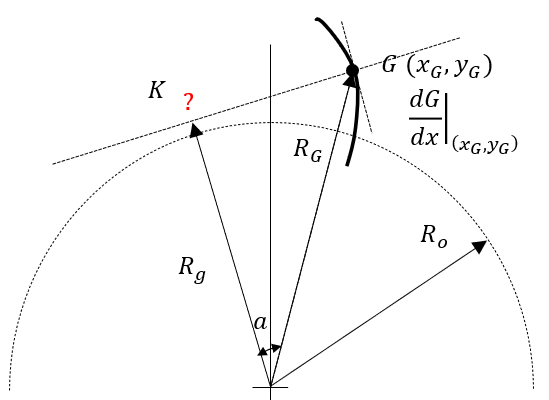 G (x_G, y_G)
K
?
dG/dx|_(x_G,y_G)
R_G
R_o
R_g
a